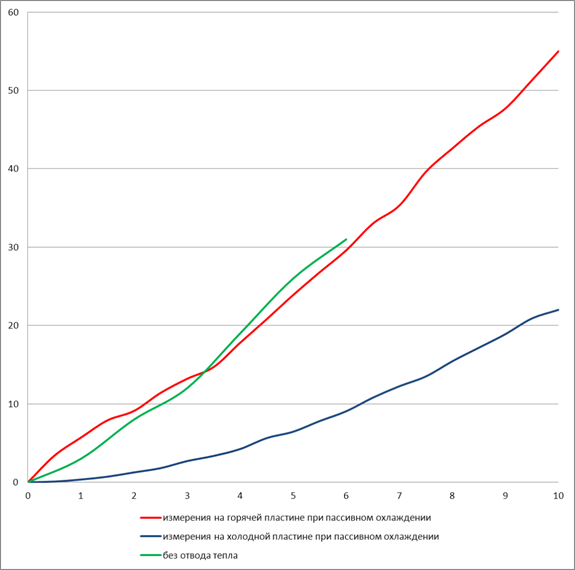 60
50
40
30
20
10
0
0 1 2 3 4 5 6 7 8 9 10
измерения на горячей пластине при пассивном охлаждении
измерения на холодной пластине при пассивном охлаждении
без отвода тепла